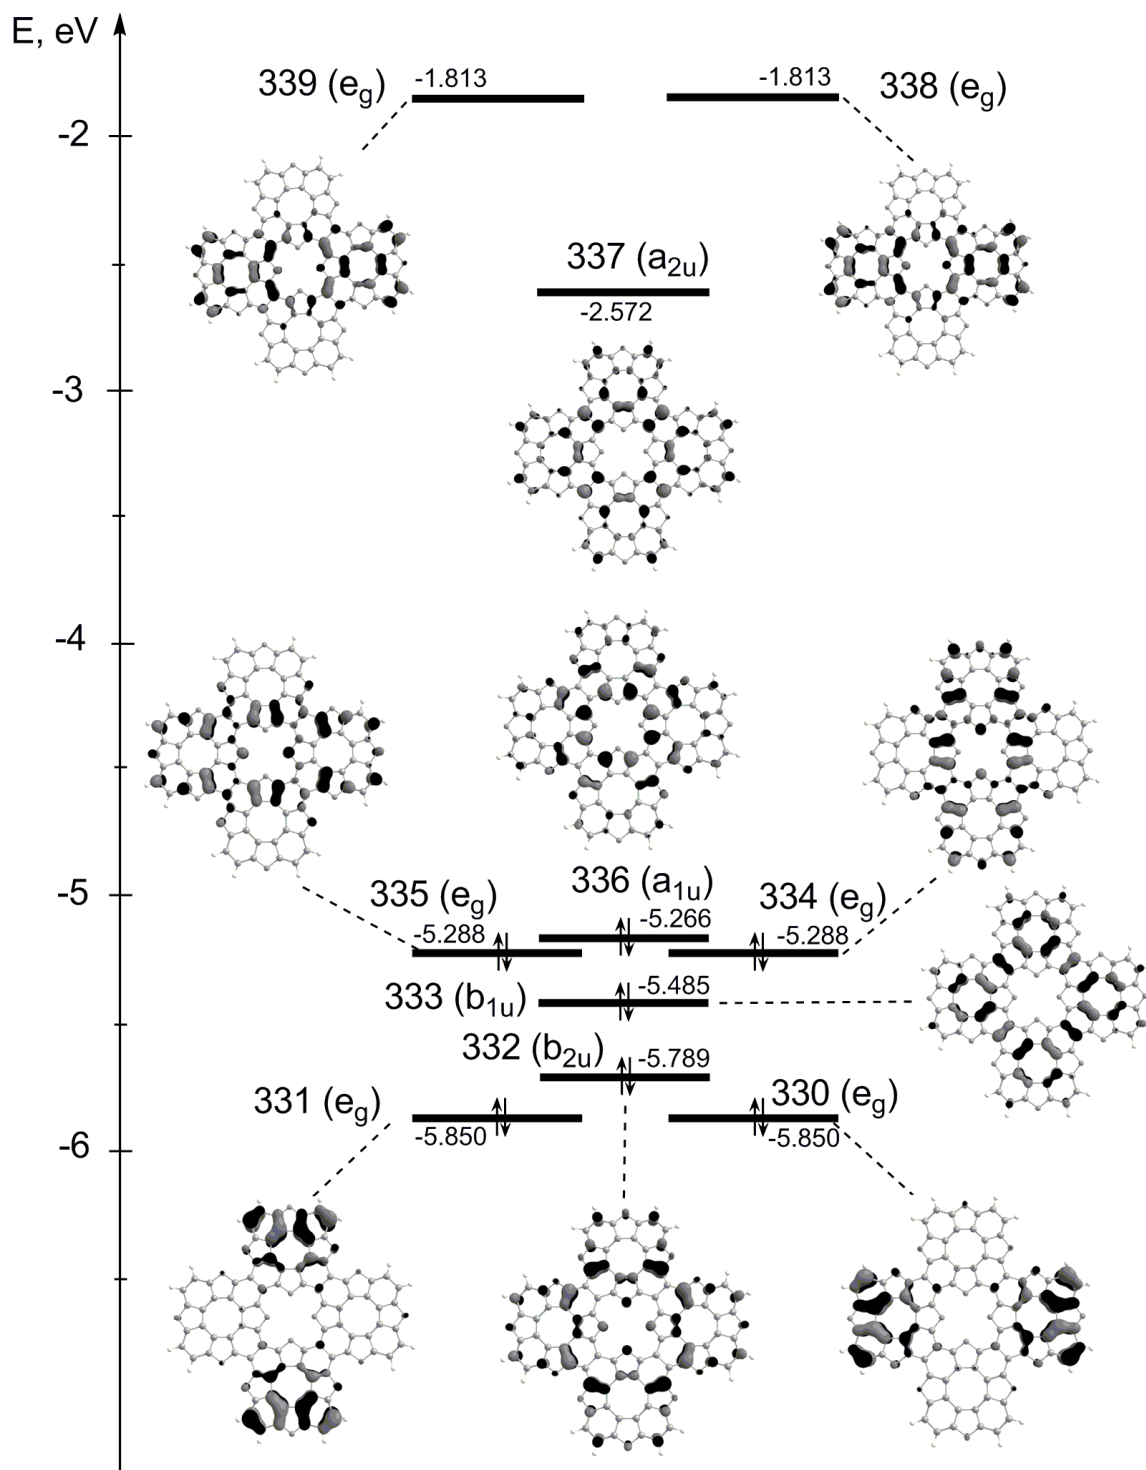 E, eV
339 (eg)
-1.813
-1.813
338 (eg)
-2
337 (a2u)
-2.572
-3
-4
336 (a1u)
335 (eg)
334 (eg)
-5
-5.266
-5.288
-5.288
333 (b1u)
-5.485
332 (b2u)
-5.789
331 (eg)
330 (eg)
-5.850
-5.850
-6